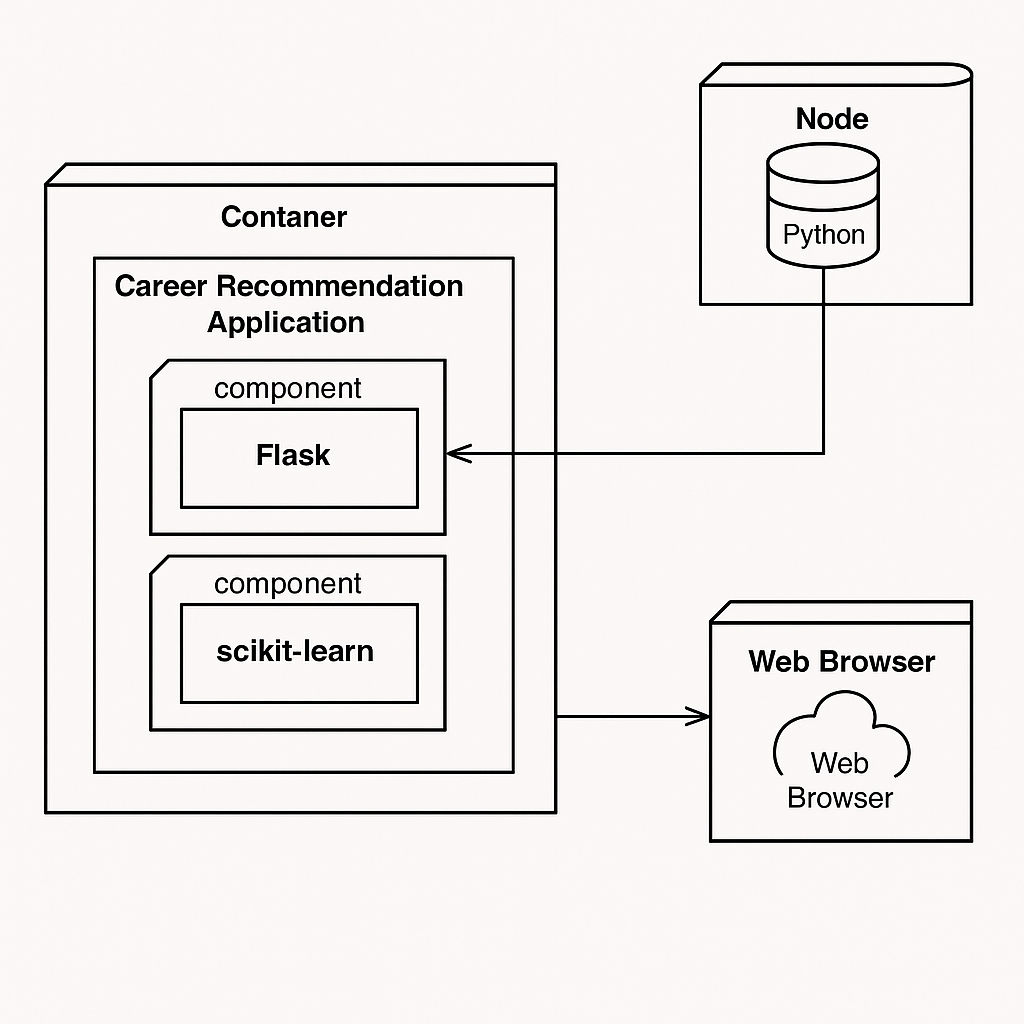 Contaner
Career Recommendation
Application
component
Flask
component
scikit-learn
Node
Python
Web Browser
Web
Browser